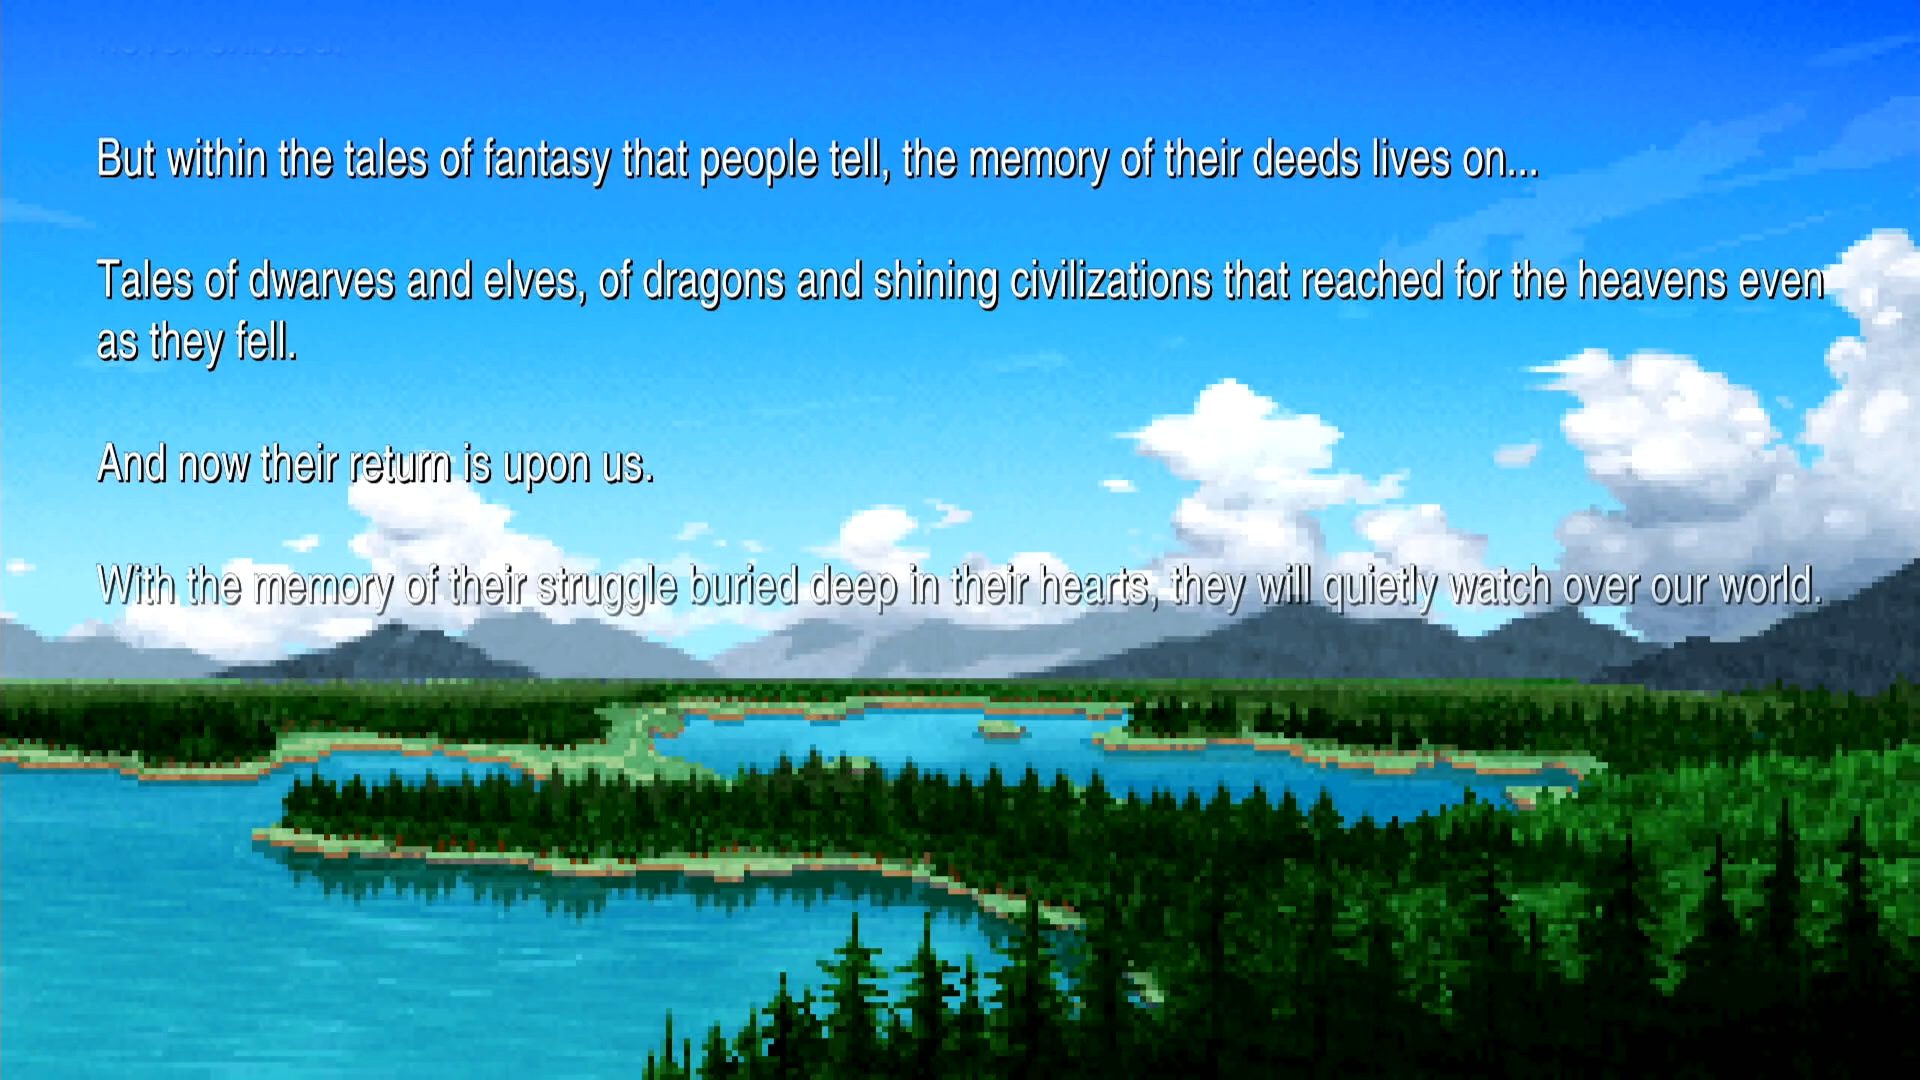 But within the tales of fantasy that people tell, the memory of their deeds lives on...
Tales of dwarves and elves, of dragons and shining civilizations that reached for the heavens even
as they fell.
And now their return is upon us.
With the memory of their struggle buried deep in their hearts, they will quietly watch over our world.